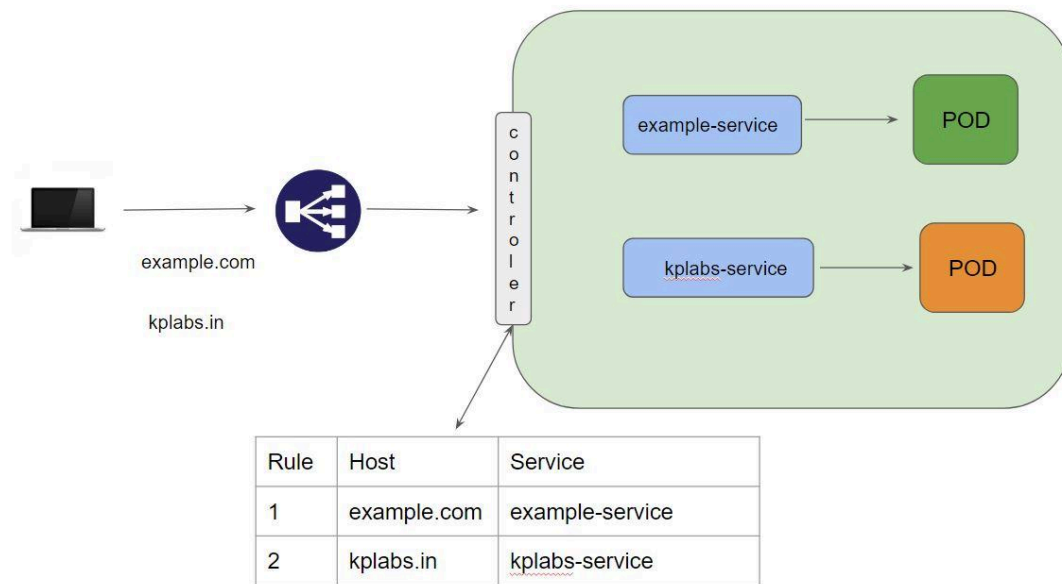 example.com
kplabs.in
controller
example-service
POD
kplabs-service
POD
Rule Host Service
1 example.com example-service
2 kplabs.in kplabs-service